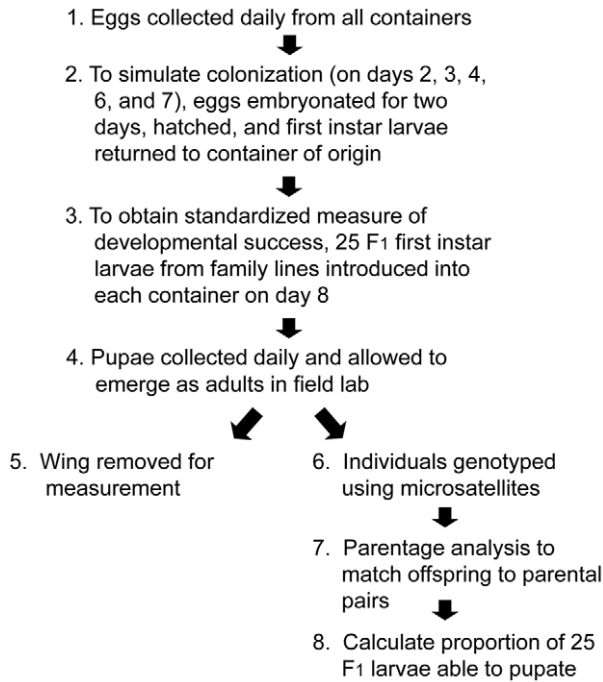 1. Eggs collected daily from all containers
2. To simulate colonization (on days 2, 3, 4,
6, and 7), eggs embryonated for two
days, hatched, and first instar larvae
returned to container of origin
3. To obtain standardized measure of
developmental success, 25 F1 first instar
larvae from family lines introduced into
each container on day 8
4. Pupae collected daily and allowed to
emerge as adults in field lab
5. Wing removed for
measurement
6. Individuals genotyped
using microsatellites
7. Parentage analysis to
match offspring to parental
pairs
8. Calculate proportion of 25
F1 larvae able to pupate